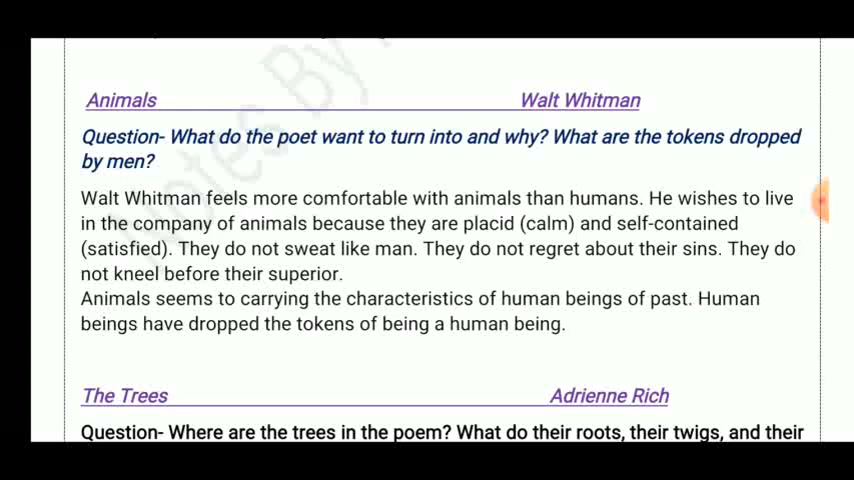 Notes By
Animals Walt Whitman
Question- What do the poet want to turn into and why? What are the tokens dropped
by men?
Walt Whitman feels more comfortable with animals than humans. He wishes to live
in the company of animals because they are placid (calm) and self-contained
(satisfied). They do not sweat like man. They do not regret about their sins. They do
not kneel before their superior.
Animals seems to carrying the characteristics of human beings of past. Human
beings have dropped the tokens of being a human being.
The Trees Adrienne Rich
Question- Where are the trees in the poem? What do their roots, their twigs, and their